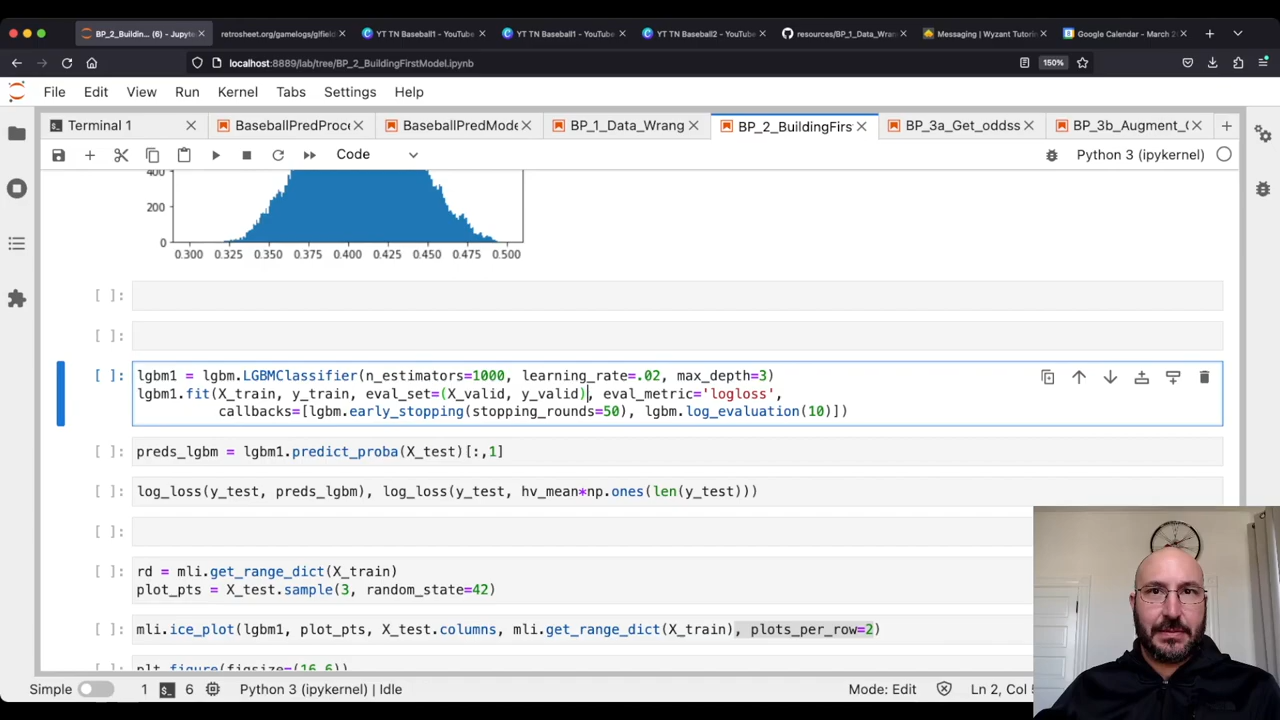 BP_2_Buildin... (6) - Jupyte
retrosheet.org/gamelogs/glfield
YT TN Baseball1 - YouTube
YT TN Baseball1 - YouTube
YT TN Baseball2 - YouTube
resources/BP_1_Data_Wran
Messaging | Wyzant Tutorin
Google Calendar - March 2
localhost:8889/lab/tree/BP_2_BuildingFirstModel.ipynb
150%
File Edit View Run Kernel Tabs Settings Help
Terminal 1
BaseballPredProce
BaseballPredMode
BP_1_Data_Wrang
BP_2_BuildingFirs
BP_3a_Get_oddss
BP_3b_Augment_
Code
Python 3 (ipykernel)
400
200
0
0.300 0.325 0.350 0.375 0.400 0.425 0.450 0.475 0.500
[ ]:
[ ]:
[ ]: lgbm1 = lgbm.LGBMClassifier(n_estimators=1000, learning_rate=.02, max_depth=3)
lgbm1.fit(X_train, y_train, eval_set=(X_valid, y_valid), eval_metric='logloss',
callbacks=[lgbm.early_stopping(stopping_rounds=50), lgbm.log_evaluation(10)])
[ ]: preds_lgbm = lgbm1.predict_proba(X_test)[:,1]
[ ]: log_loss(y_test, preds_lgbm), log_loss(y_test, hv_mean*np.ones(len(y_test)))
[ ]:
[ ]: rd = mli.get_range_dict(X_train)
plot_pts = X_test.sample(3, random_state=42)
[ ]: mli.ice_plot(lgbm1, plot_pts, X_test.columns, mli.get_range_dict(X_train), plots_per_row=2)
plt.figure(figsize=(16,6))
Simple 1 6 Python 3 (ipykernel) | Idle
Mode: Edit Ln 2, Col